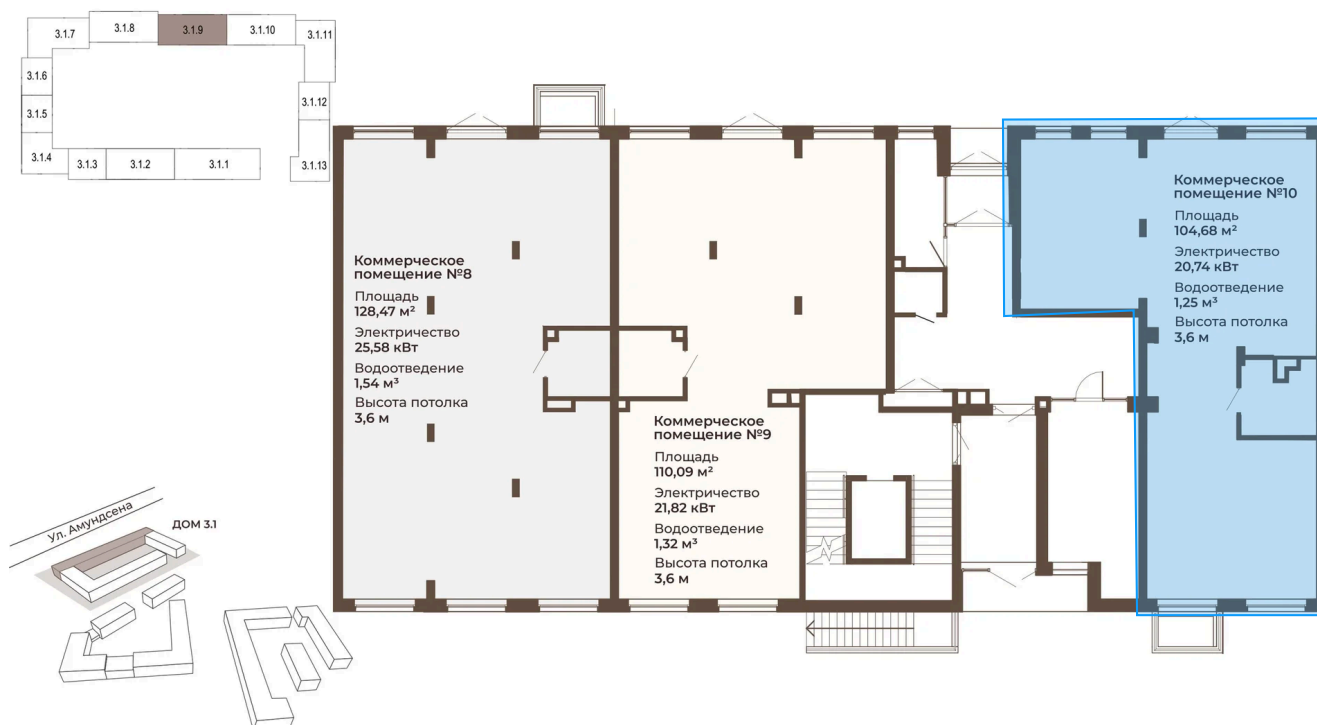 3.1.7
3.1.8
3.1.9
3.1.10
3.1.11
3.1.6
3.1.12
3.1.5
3.1.4
3.1.3
3.1.2
3.1.1
3.1.13
Коммерческое
помещение №8
Площадь
128,47 м²
Электричество
25,58 кВт
Водоотведение
1,54 м³
Высота потолка
3,6 м
Коммерческое
помещение №9
Площадь
110,09 м²
Электричество
21,82 кВт
Водоотведение
1,32 м³
Высота потолка
3,6 м
Коммерческое
помещение №10
Площадь
104,68 м²
Электричество
20,74 кВт
Водоотведение
1,25 м³
Высота потолка
3,6 м
Ул. Амундсена
ДОМ 3.1